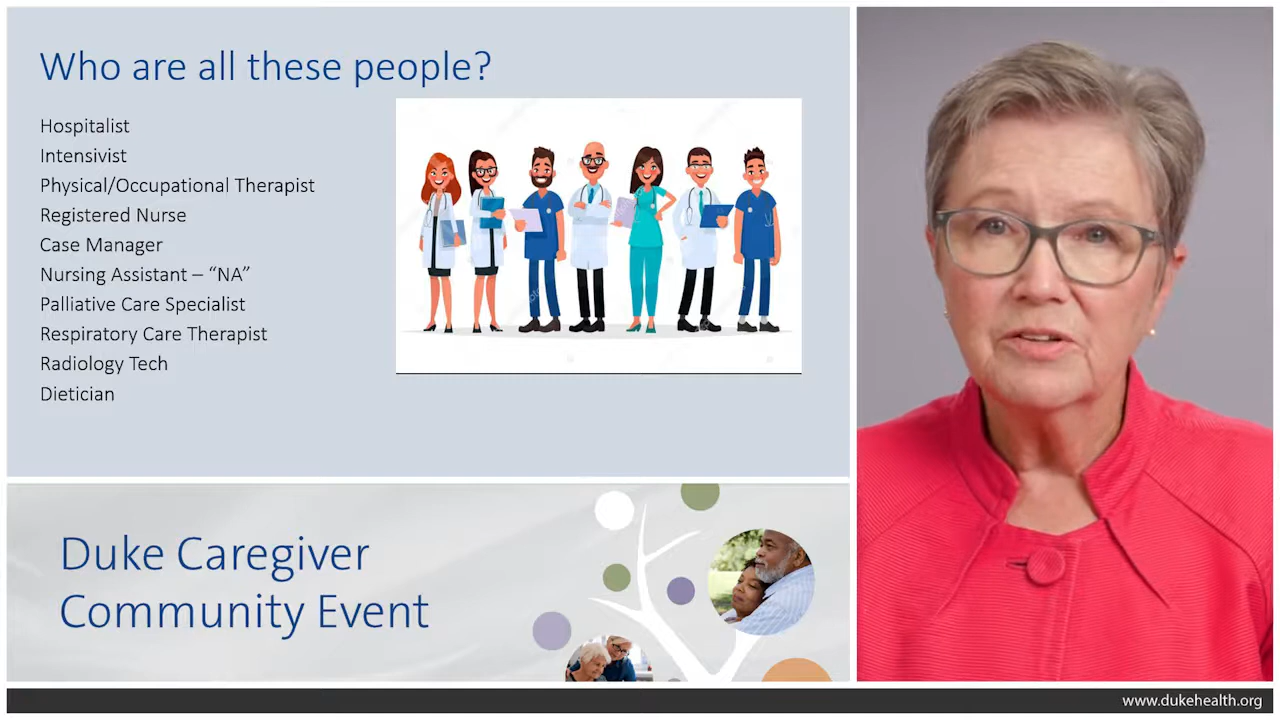 Who are all these people?
Hospitalist
Intensivist
Physical/Occupational Therapist
Registered Nurse
Case Manager
Nursing Assistant – “NA”
Palliative Care Specialist
Respiratory Care Therapist
Radiology Tech
Dietician
Duke Caregiver
Community Event
www.dukehealth.org